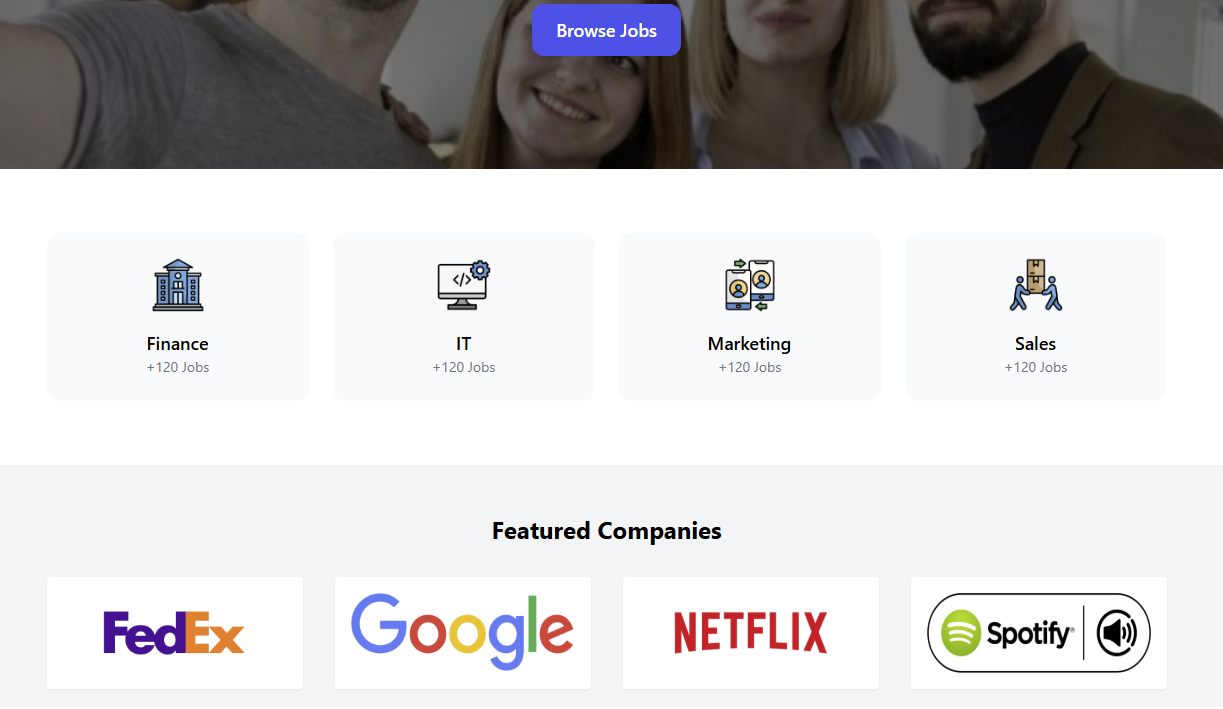 Browse Jobs
Finance
+120 Jobs
IT
+120 Jobs
Marketing
+120 Jobs
Sales
+120 Jobs
Featured Companies
FedEx
Google
NETFLIX
Spotify®